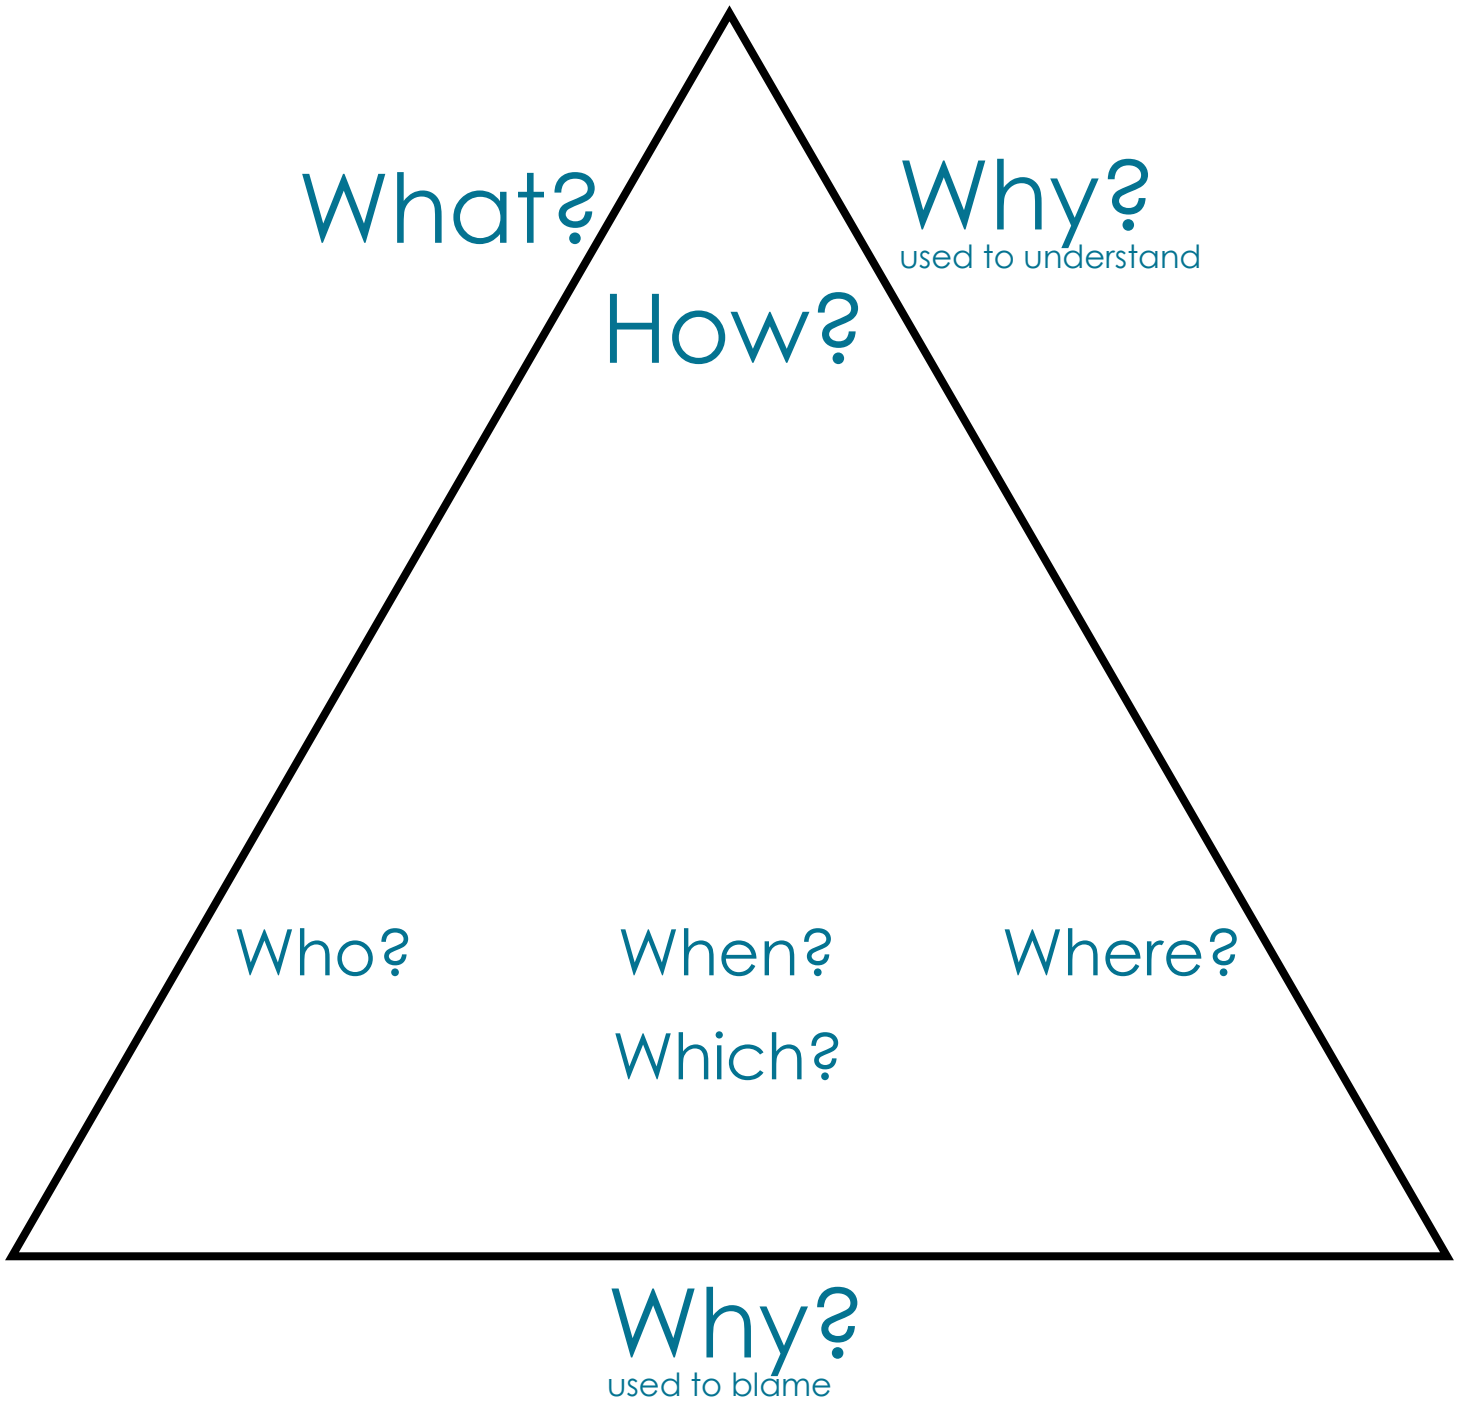 What?
Why?
used to understand
How?
Who?
When?
Where?
Which?
Why?
used to blame